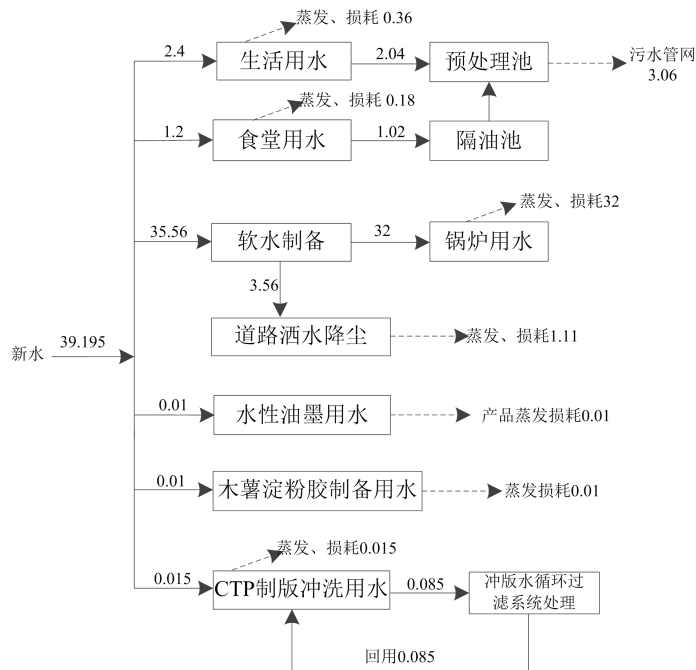 蒸发、损耗 0.36
2.4
生活用水
2.04
预处理池
污水管网
3.06
蒸发、损耗 0.18
1.2
食堂用水
1.02
隔油池
蒸发、损耗32
35.56
软水制备
32
锅炉用水
3.56
道路洒水降尘
蒸发、损耗1.11
新水
39.195
0.01
水性油墨用水
产品蒸发损耗0.01
0.01
木薯淀粉胶制备用水
蒸发损耗0.01
蒸发、损耗0.015
0.015
CTP制版冲洗用水
0.085
冲版水循环过
滤系统处理
回用0.085